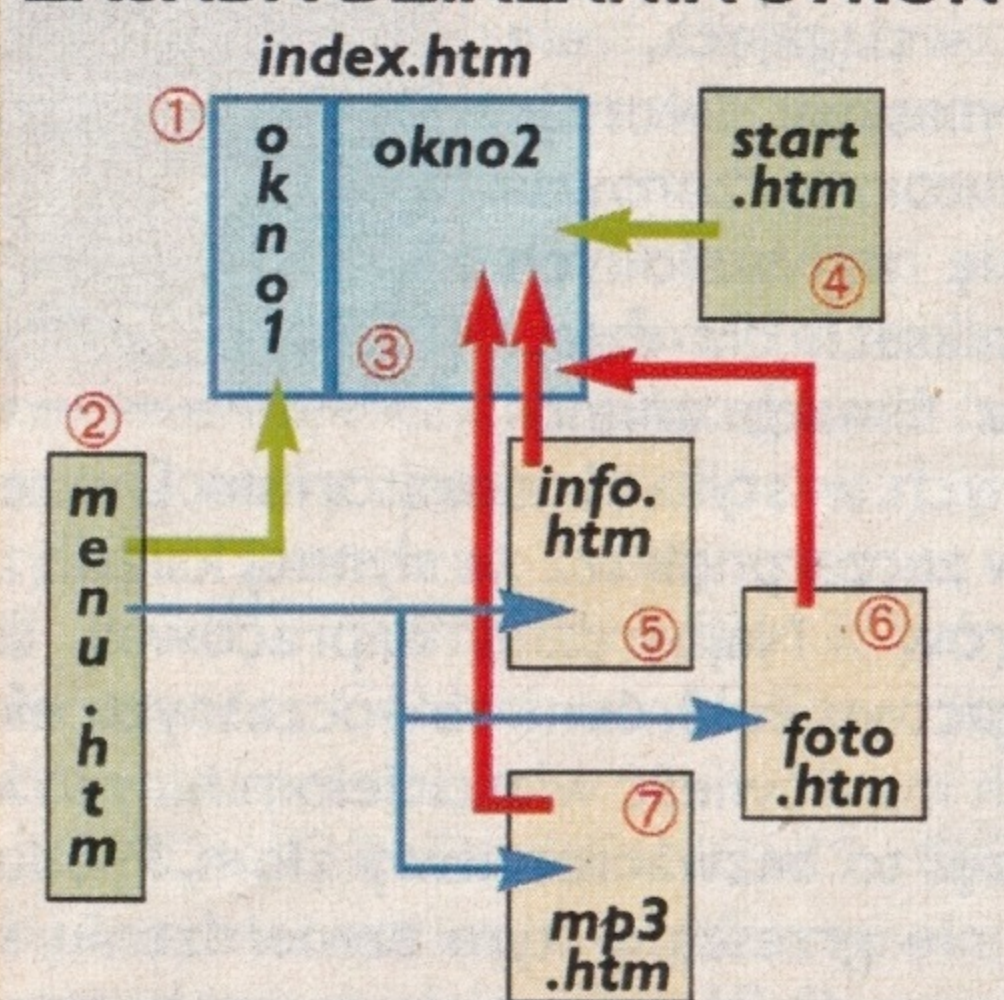 index.htm
①
okno1
okno2
③
start
.htm
④
②
menu.htm
info.
htm
⑤
⑥
foto
.htm
⑦
mp3
.htm